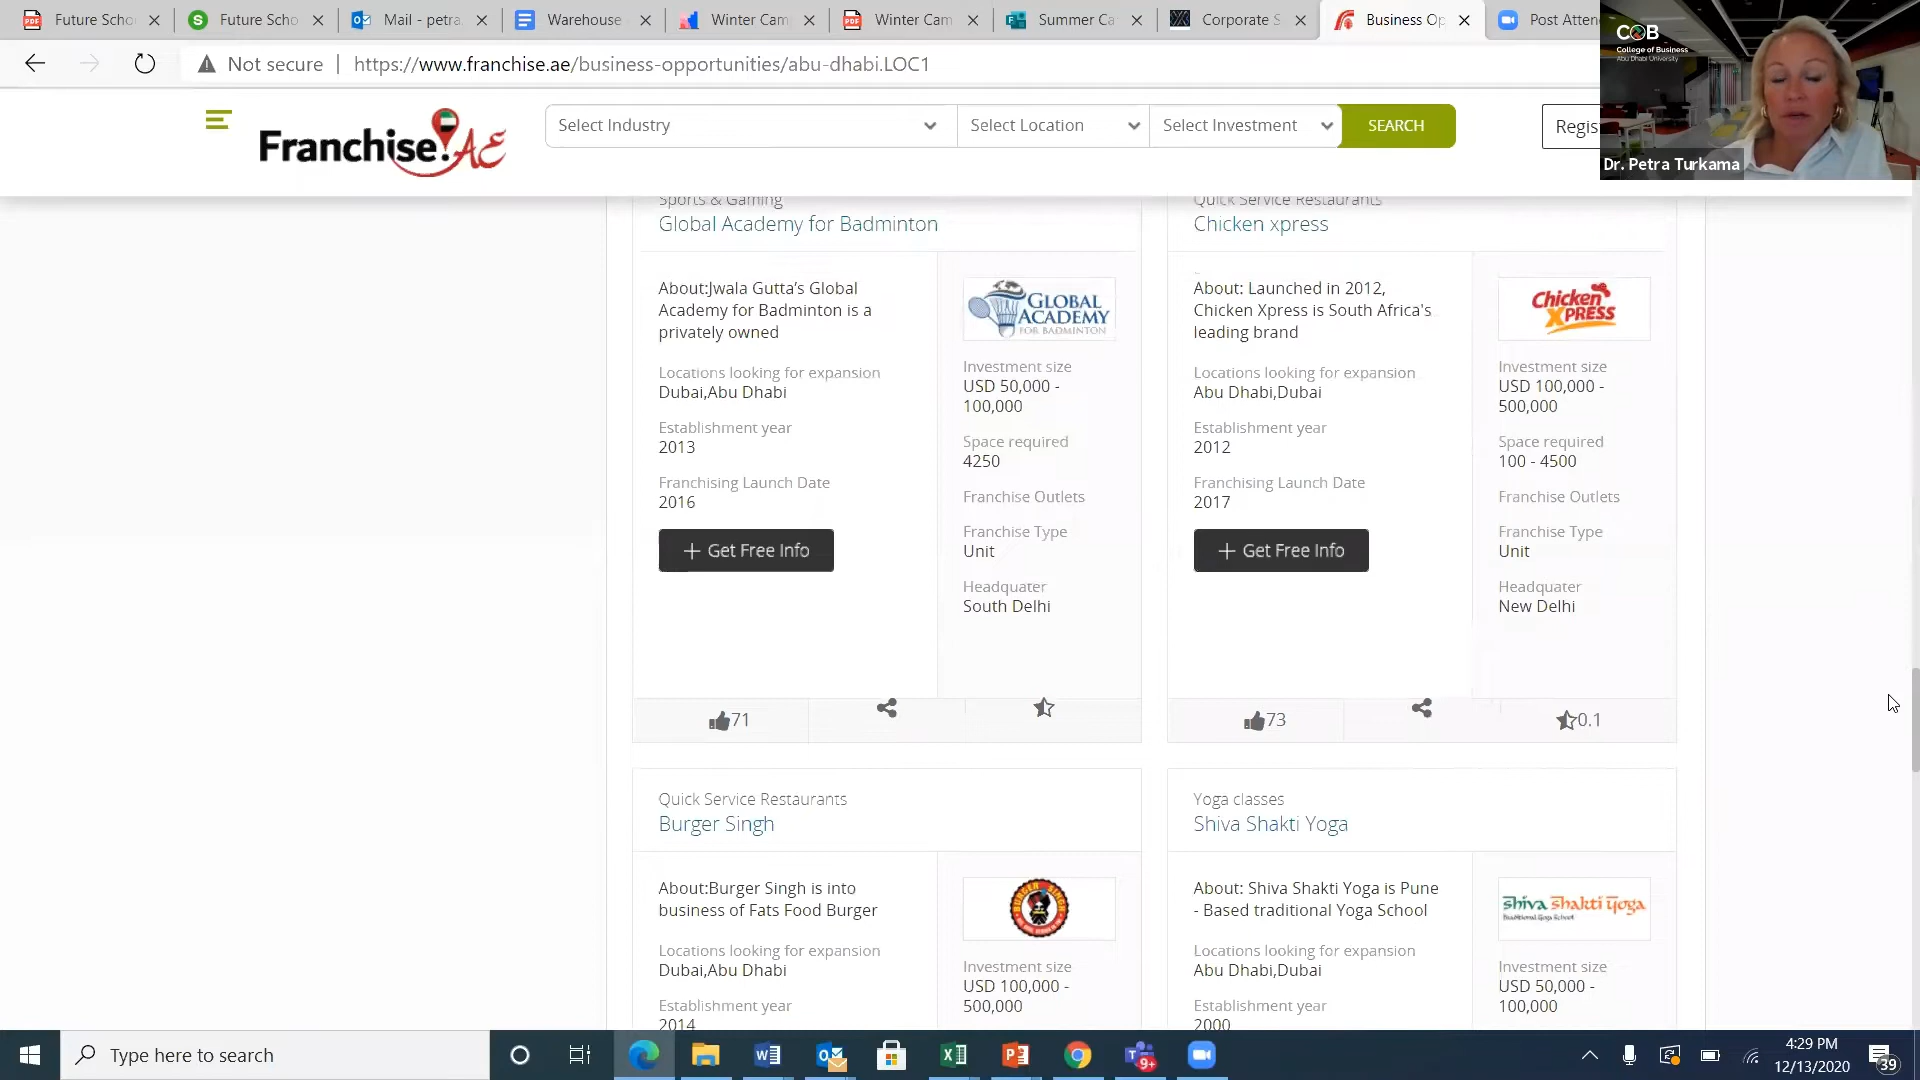 Future Scho
Future Scho
Mail - petra
Warehouse
Winter Cam
Winter Cam
Summer Ca
Corporate S
Business Op
Post Atten
Not secure
https://www.franchise.ae/business-opportunities/abu-dhabi.LOC1
COB
College of Business
Abu Dhabi University
Dr. Petra Turkama
Franchise.AE
Select Industry
Select Location
Select Investment
SEARCH
Regis
Sports & Gaming
Global Academy for Badminton
About:Jwala Gutta’s Global
Academy for Badminton is a
privately owned
Locations looking for expansion
Dubai,Abu Dhabi
Establishment year
2013
Franchising Launch Date
2016
Get Free Info
GLOBAL
ACADEMY
FOR BADMINTON
Investment size
USD 50,000 -
100,000
Space required
4250
Franchise Outlets
Franchise Type
Unit
Headquater
South Delhi
71
Quick Service Restaurants
Chicken xpress
About: Launched in 2012,
Chicken Xpress is South Africa's
leading brand
Locations looking for expansion
Abu Dhabi,Dubai
Establishment year
2012
Franchising Launch Date
2017
Get Free Info
Chicken
XPRESS
Investment size
USD 100,000 -
500,000
Space required
100 - 4500
Franchise Outlets
Franchise Type
Unit
Headquater
New Delhi
73
0.1
Quick Service Restaurants
Burger Singh
About:Burger Singh is into
business of Fats Food Burger
Locations looking for expansion
Dubai,Abu Dhabi
Establishment year
2014
BURGER SINGH
Investment size
USD 100,000 -
500,000
Yoga classes
Shiva Shakti Yoga
About: Shiva Shakti Yoga is Pune
- Based traditional Yoga School
Locations looking for expansion
Abu Dhabi,Dubai
Establishment year
2000
shiva shakti yoga
Traditional Yoga School
Investment size
USD 50,000 -
100,000
Type here to search
9+
4:29 PM
12/13/2020
39